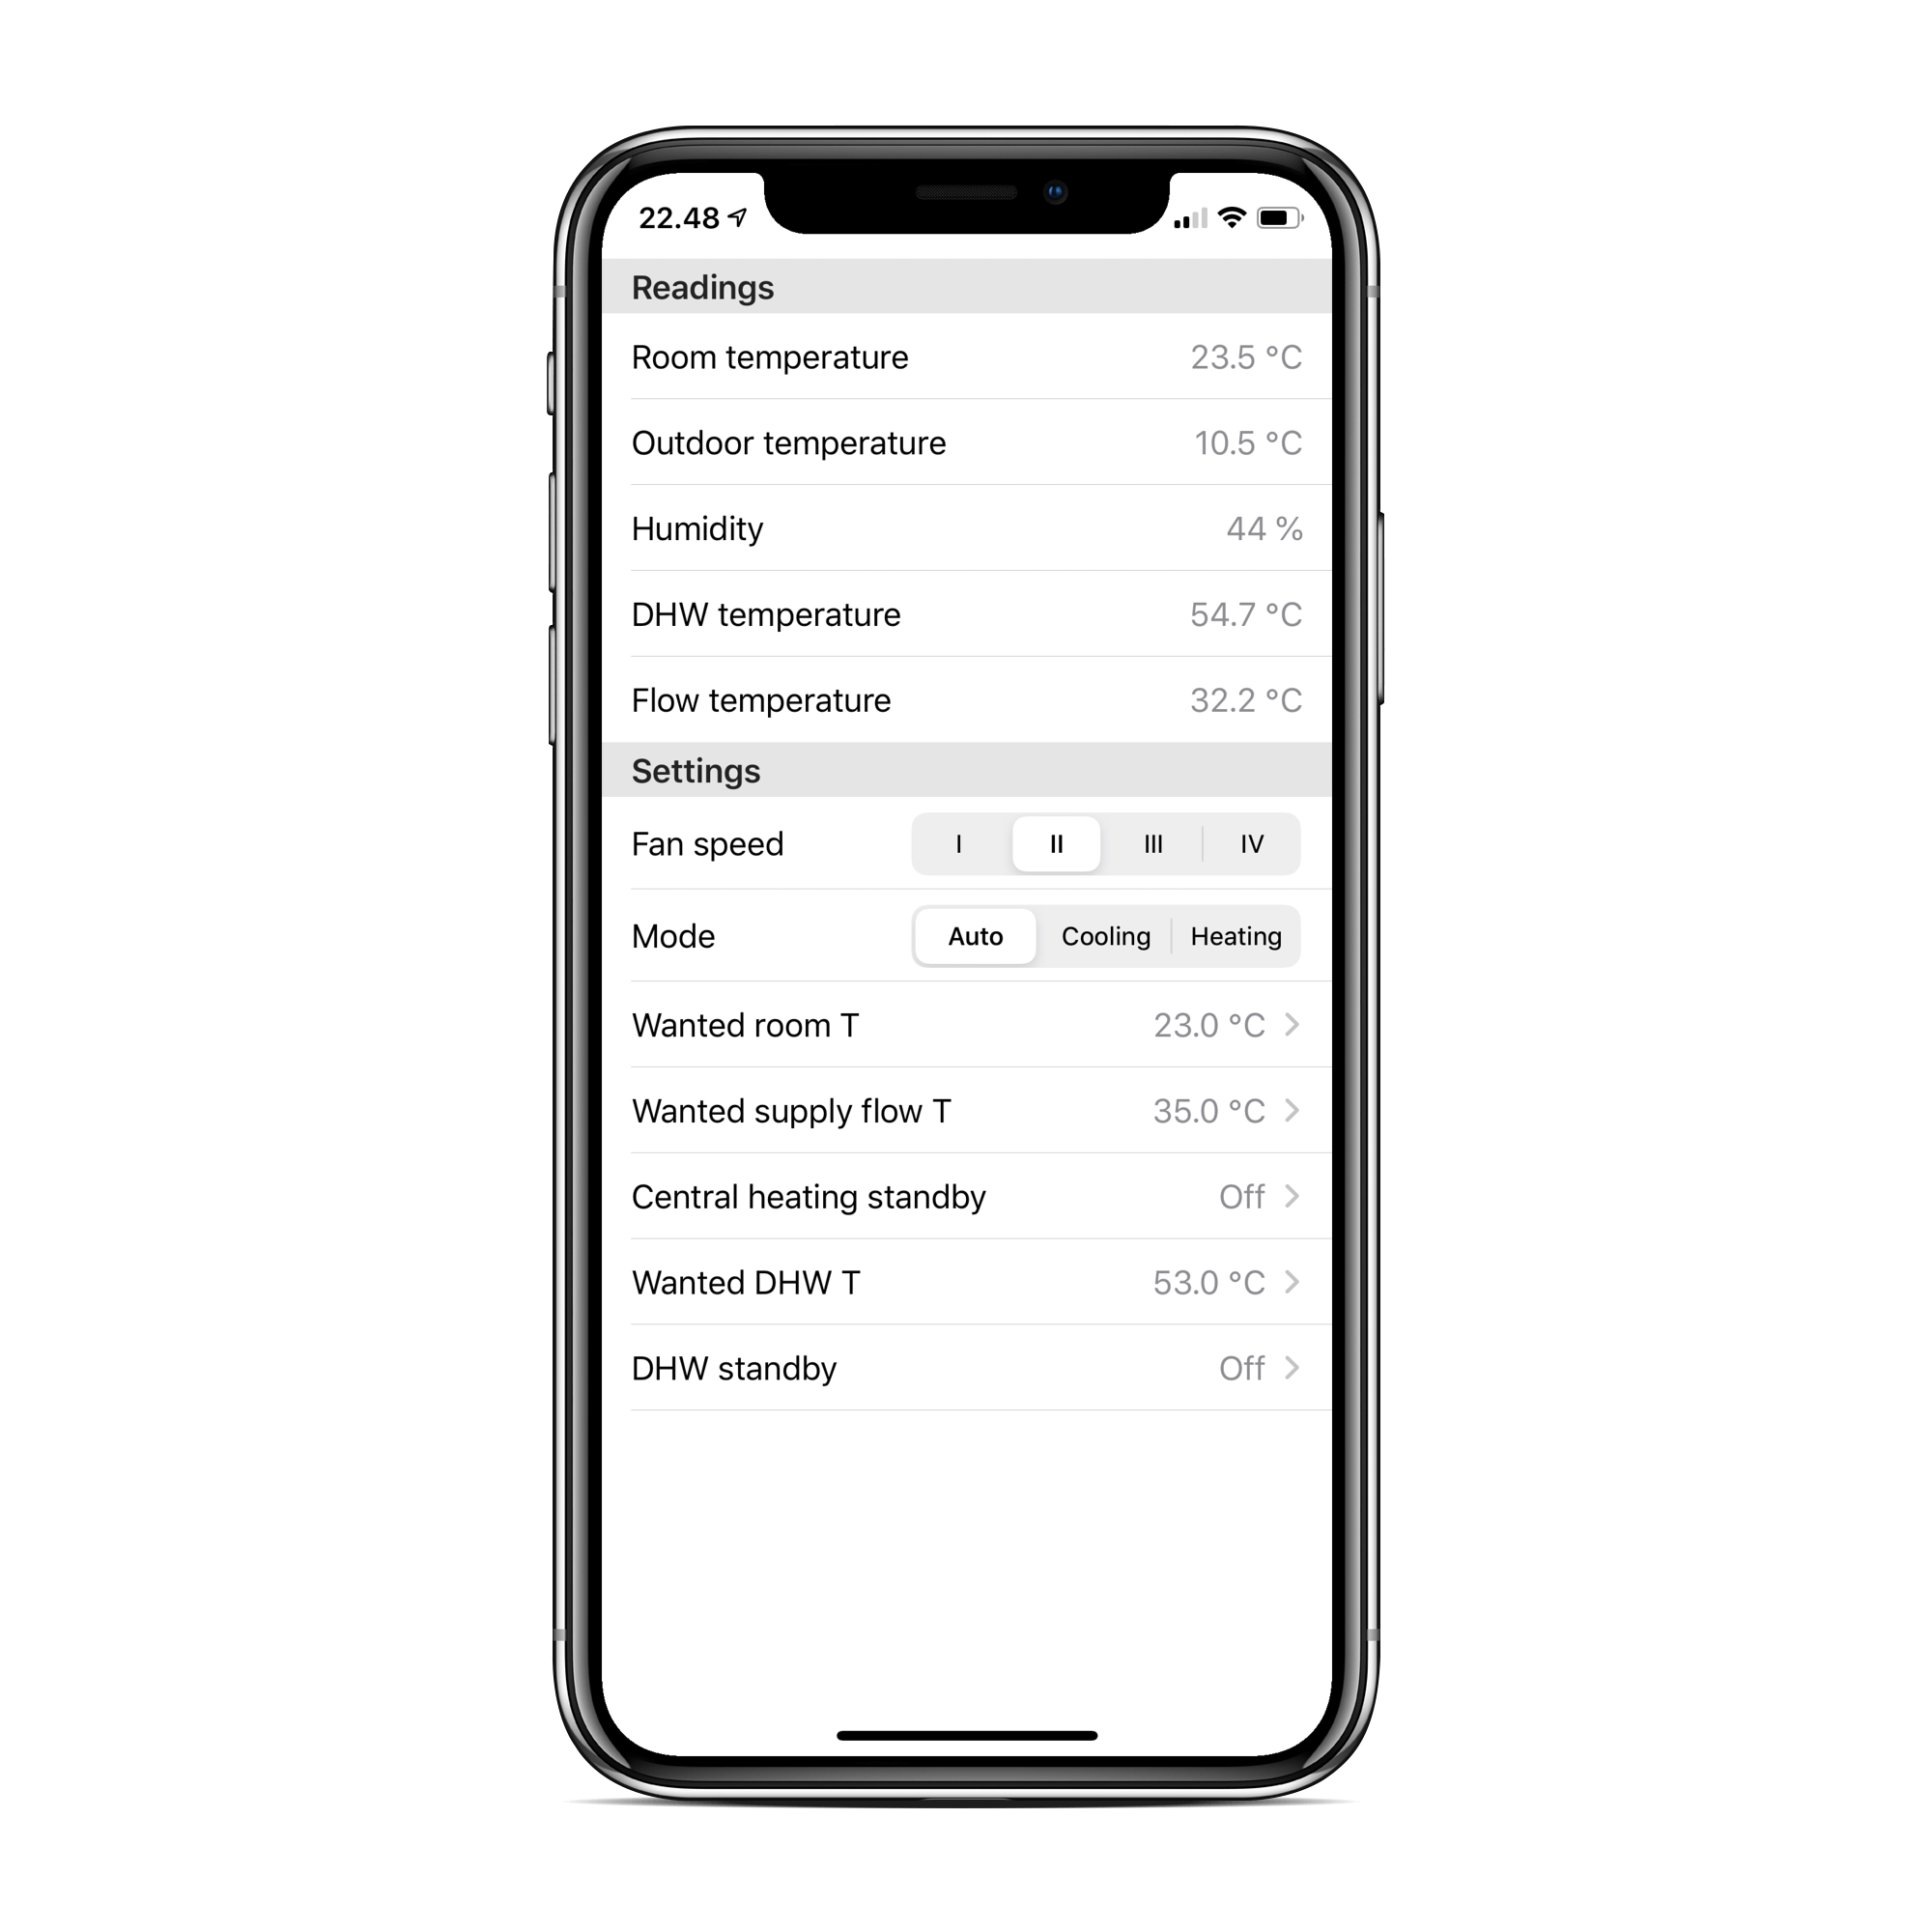 22.48
Readings
Room temperature 23.5 °C
Outdoor temperature 10.5 °C
Humidity 44 %
DHW temperature 54.7 °C
Flow temperature 32.2 °C
Settings
Fan speed I II III IV
Mode Auto Cooling Heating
Wanted room T 23.0 °C
Wanted supply flow T 35.0 °C
Central heating standby Off
Wanted DHW T 53.0 °C
DHW standby Off